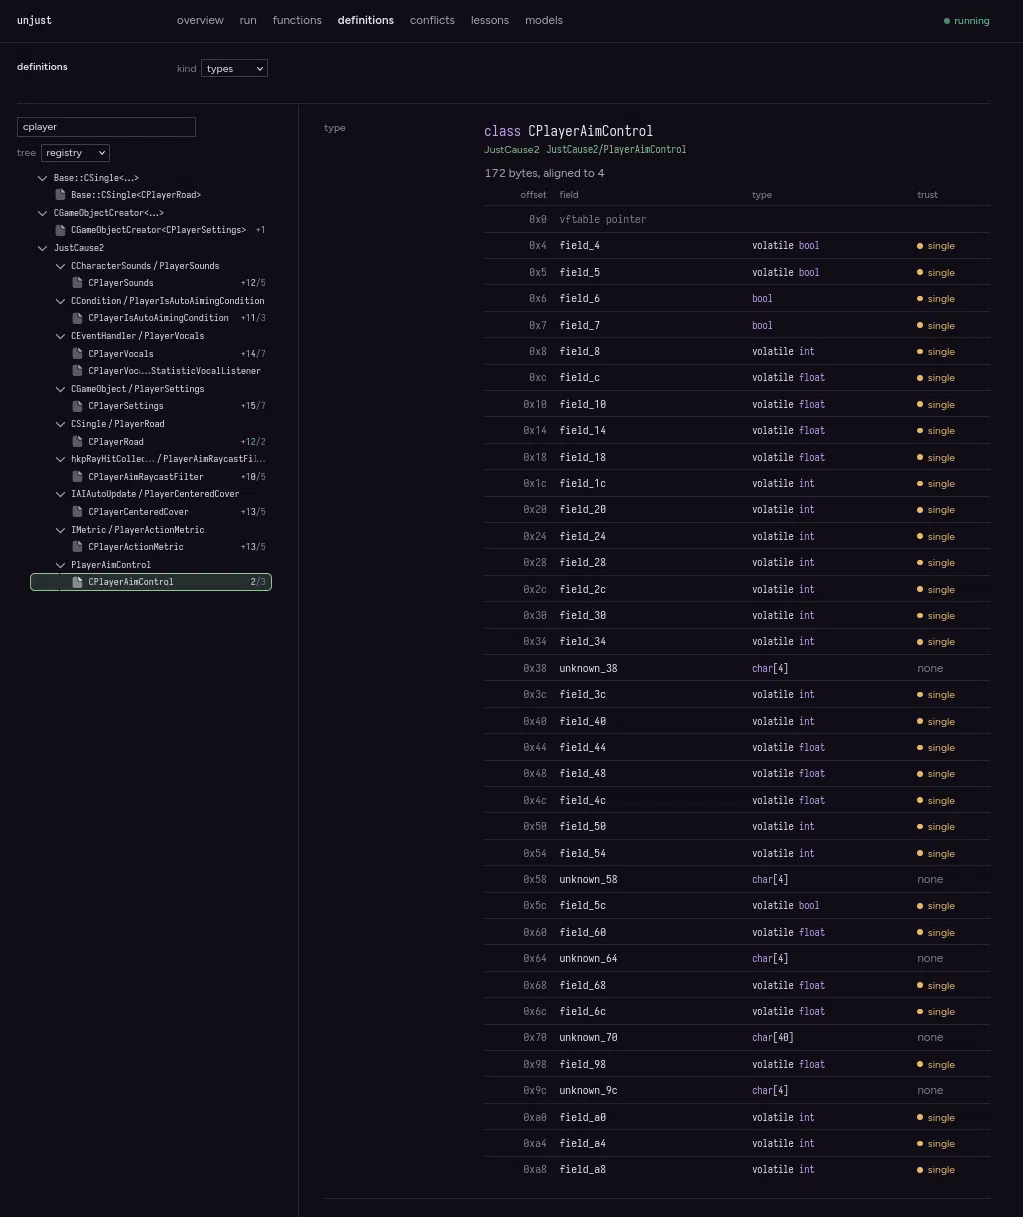 unjust overview run functions definitions conflicts lessons models running
definitions kind types
cplayer
tree registry
Base::CSingle<...>
Base::CSingle<CPlayerRoad>
CGameObjectCreator<...>
CGameObjectCreator<CPlayerSettings> +1
JustCause2
CCharacterSounds / PlayerSounds
CPlayerSounds +12/5
CCondition / PlayerIsAutoAimingCondition
CPlayerIsAutoAimingCondition +11/3
CEventHandler / PlayerVocals
CPlayerVocals +14/7
CPlayerVoc...StatisticVocalListener
CGameObject / PlayerSettings
CPlayerSettings +15/7
CSingle / PlayerRoad
CPlayerRoad +12/2
hkpRayHitCollec... / PlayerAimRaycastFil...
CPlayerAimRaycastFilter +10/5
IAIAutoUpdate / PlayerCenteredCover
CPlayerCenteredCover +13/5
IMetric / PlayerActionMetric
CPlayerActionMetric +13/5
PlayerAimControl
CPlayerAimControl 2/3
type
class CPlayerAimControl
JustCause2 JustCause2/PlayerAimControl
172 bytes, aligned to 4
offset field type trust
0x0 vftable pointer
0x4 field_4 volatile bool single
0x5 field_5 volatile bool single
0x6 field_6 bool single
0x7 field_7 bool single
0x8 field_8 volatile int single
0xc field_c volatile float single
0x10 field_10 volatile float single
0x14 field_14 volatile float single
0x18 field_18 volatile float single
0x1c field_1c volatile int single
0x20 field_20 volatile int single
0x24 field_24 volatile int single
0x28 field_28 volatile int single
0x2c field_2c volatile int single
0x30 field_30 volatile int single
0x34 field_34 volatile int single
0x38 unknown_38 char[4] none
0x3c field_3c volatile int single
0x40 field_40 volatile int single
0x44 field_44 volatile float single
0x48 field_48 volatile float single
0x4c field_4c volatile float single
0x50 field_50 volatile int single
0x54 field_54 volatile int single
0x58 unknown_58 char[4] none
0x5c field_5c volatile bool single
0x60 field_60 volatile float single
0x64 unknown_64 char[4] none
0x68 field_68 volatile float single
0x6c field_6c volatile float single
0x70 unknown_70 char[40] none
0x98 field_98 volatile float single
0x9c unknown_9c char[4] none
0xa0 field_a0 volatile int single
0xa4 field_a4 volatile int single
0xa8 field_a8 volatile int single